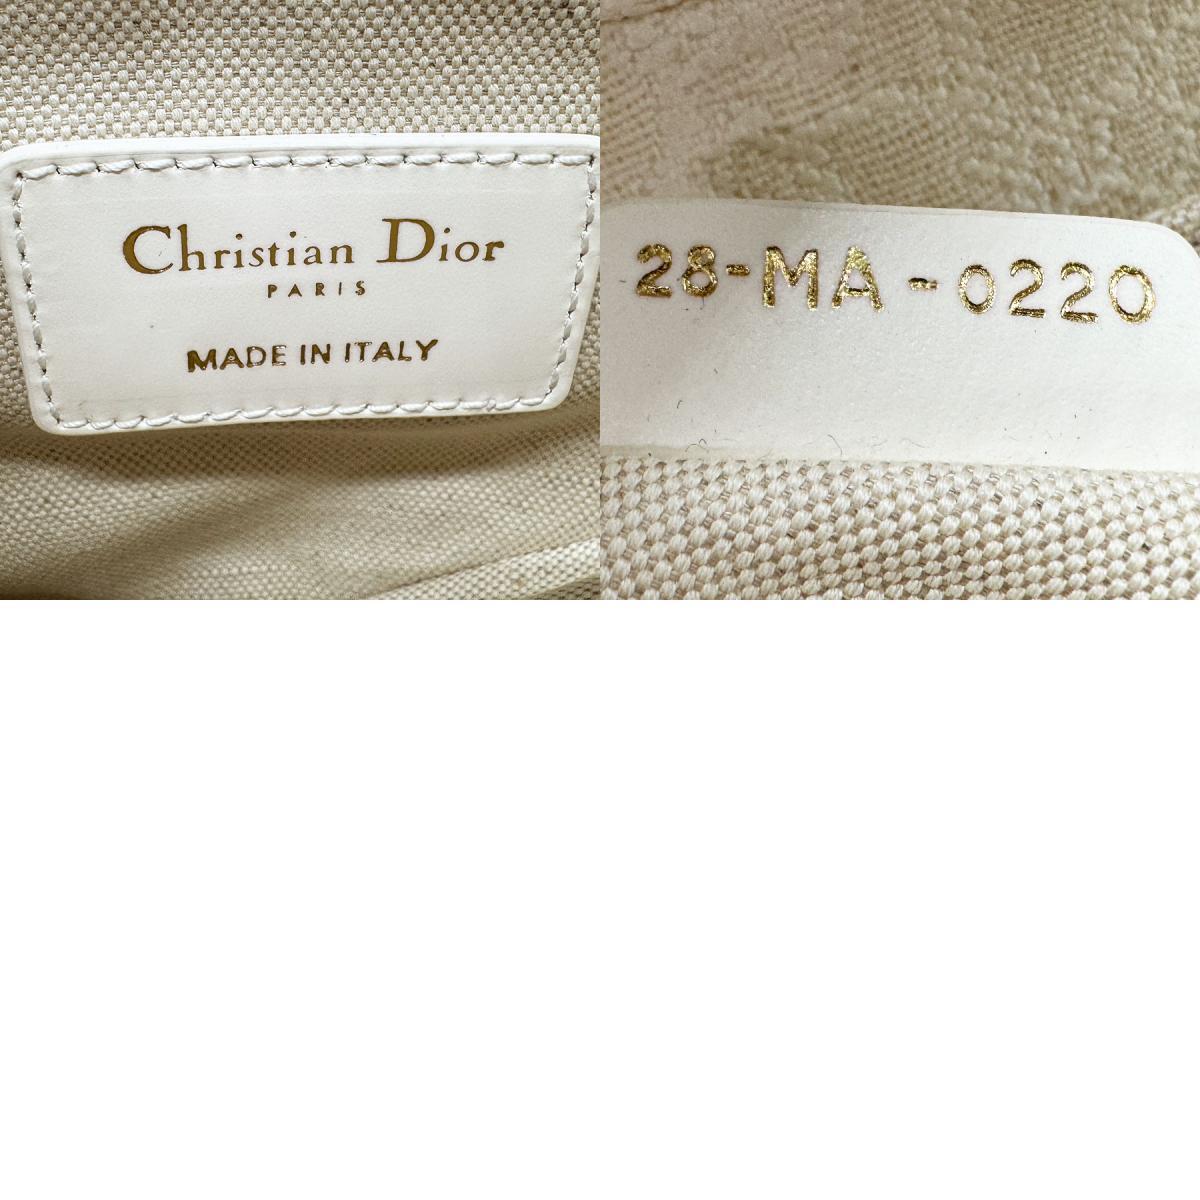 Christian Dior
PARIS
MADE IN ITALY
28-MA-0220